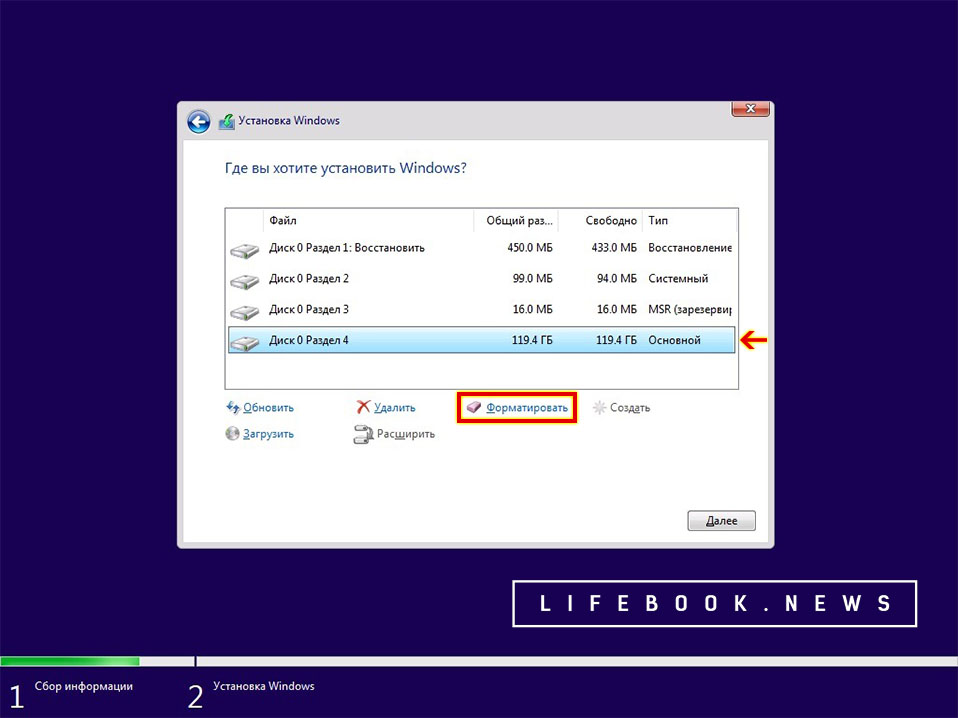 Установка Windows
Где вы хотите установить Windows?
Файл Общий раз... Свободно Тип
Диск 0 Раздел 1: Восстановить 450.0 МБ 433.0 МБ Восстановление
Диск 0 Раздел 2 99.0 МБ 94.0 МБ Системный
Диск 0 Раздел 3 16.0 МБ 16.0 МБ MSR (зарезервир
Диск 0 Раздел 4 119.4 ГБ 119.4 ГБ Основной
Обновить Удалить Форматировать Создать
Загрузить Расширить
Далее
LIFEBOOK.NEWS
1 Сбор информации 2 Установка Windows